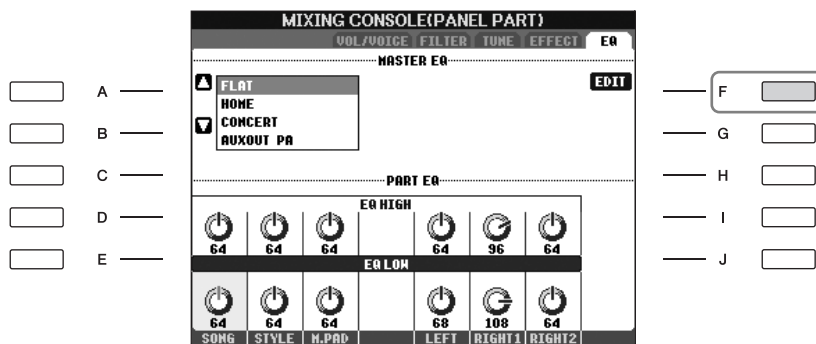 MIXING CONSOLE(PANEL PART)
VOL/VOICE FILTER TUNE EFFECT EQ
MASTER EQ
A FLAT EDIT F
HOME
B CONCERT G
AUXOUT PA
C PART EQ H
EQ HIGH
D I
64 64 64 64 96 64
E EQ LOW J
64 64 64 68 108 64
SONG STYLE M.PAD LEFT RIGHT1 RIGHT2